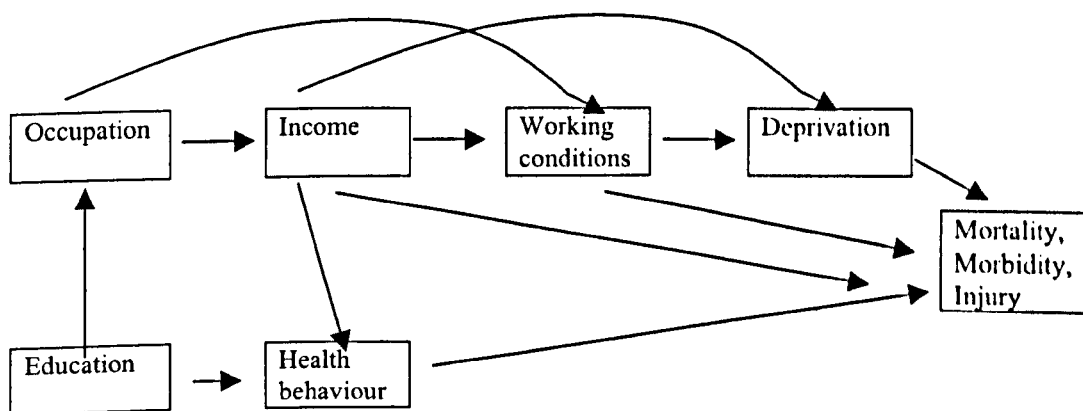 Occupation
Income
Working
conditions
Deprivation
Mortality,
Morbidity,
Injury
Education
Health
behaviour